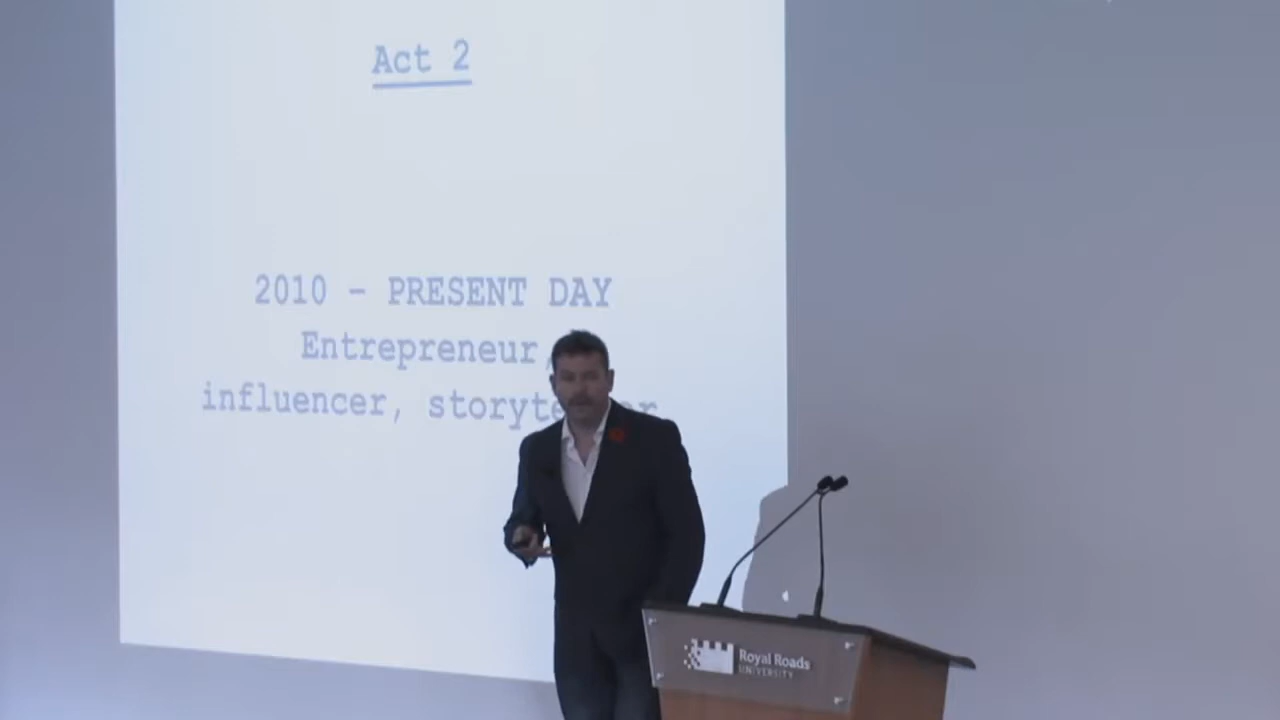 Act 2
2010 - PRESENT DAY
Entrepreneur,
influencer,
Royal Roads
UNIVERSITY